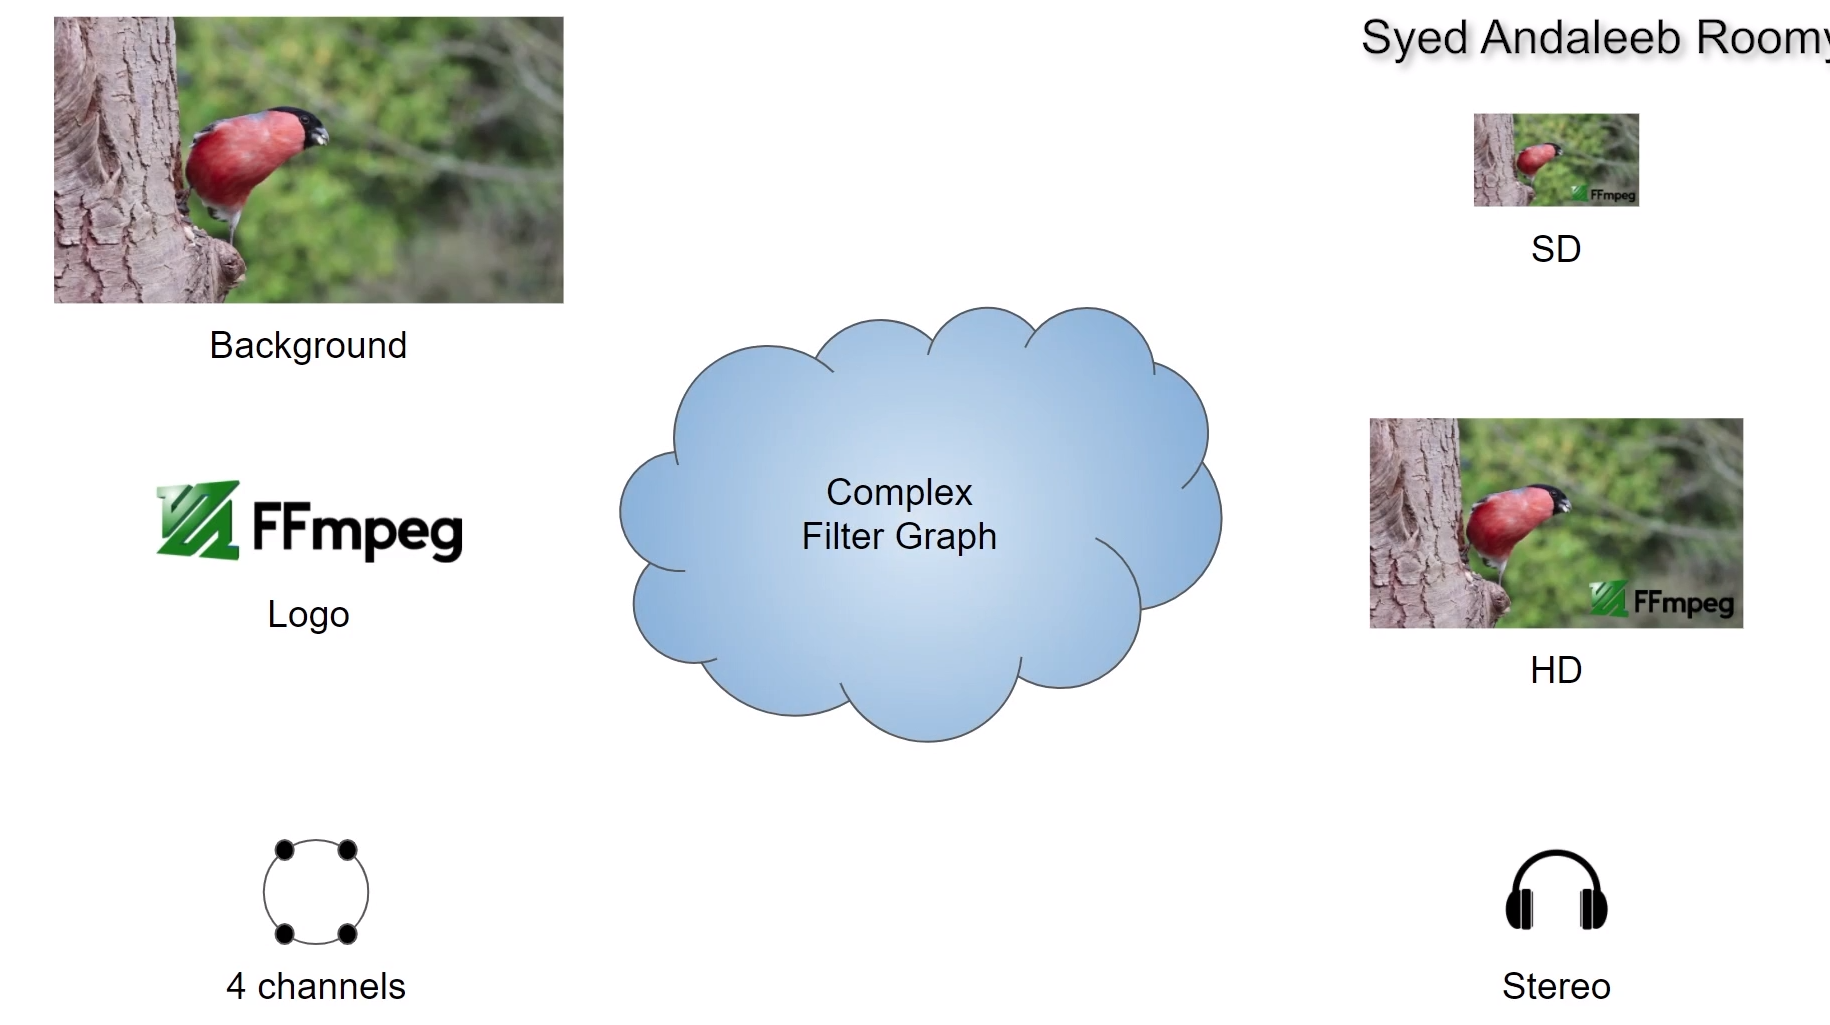 Syed Andaleeb Roomy
FFmpeg
SD
Background
Complex
Filter Graph
FFmpeg
Logo
FFmpeg
HD
4 channels
Stereo